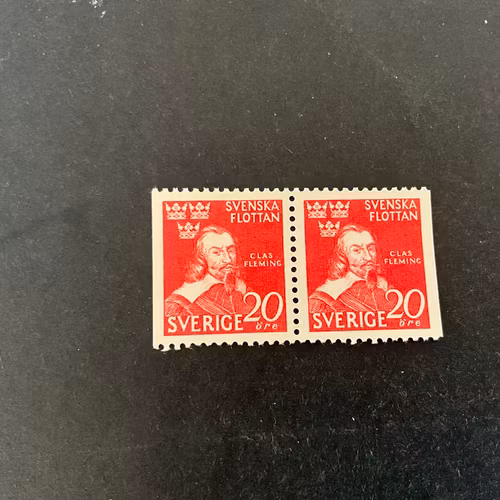 SVENSKA
FLOTTAN
CLAS
FLEMING
20
SVERIGE öre
SVENSKA
FLOTTAN
CLAS
FLEMING
20
SVERIGE öre